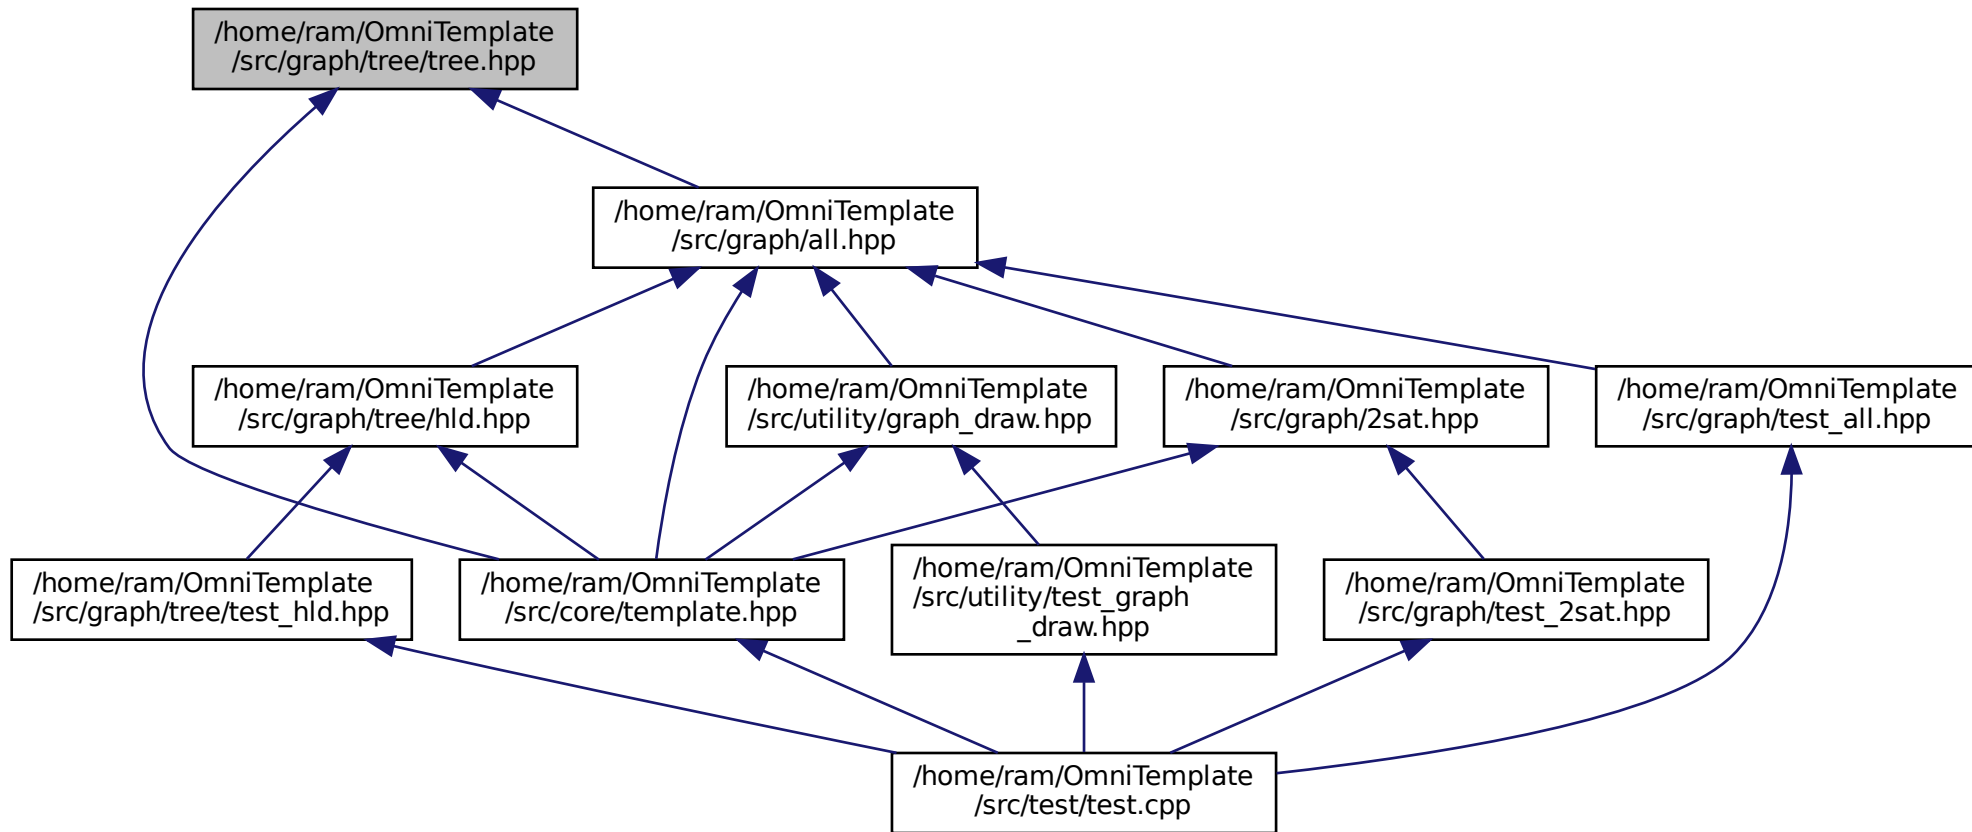 /home/ram/OmniTemplate
/src/graph/tree/tree.hpp
/home/ram/OmniTemplate
/src/graph/all.hpp
/home/ram/OmniTemplate
/src/graph/tree/hld.hpp
/home/ram/OmniTemplate
/src/utility/graph_draw.hpp
/home/ram/OmniTemplate
/src/graph/2sat.hpp
/home/ram/OmniTemplate
/src/graph/test_all.hpp
/home/ram/OmniTemplate
/src/graph/tree/test_hld.hpp
/home/ram/OmniTemplate
/src/core/template.hpp
/home/ram/OmniTemplate
/src/utility/test_graph
_draw.hpp
/home/ram/OmniTemplate
/src/graph/test_2sat.hpp
/home/ram/OmniTemplate
/src/test/test.cpp